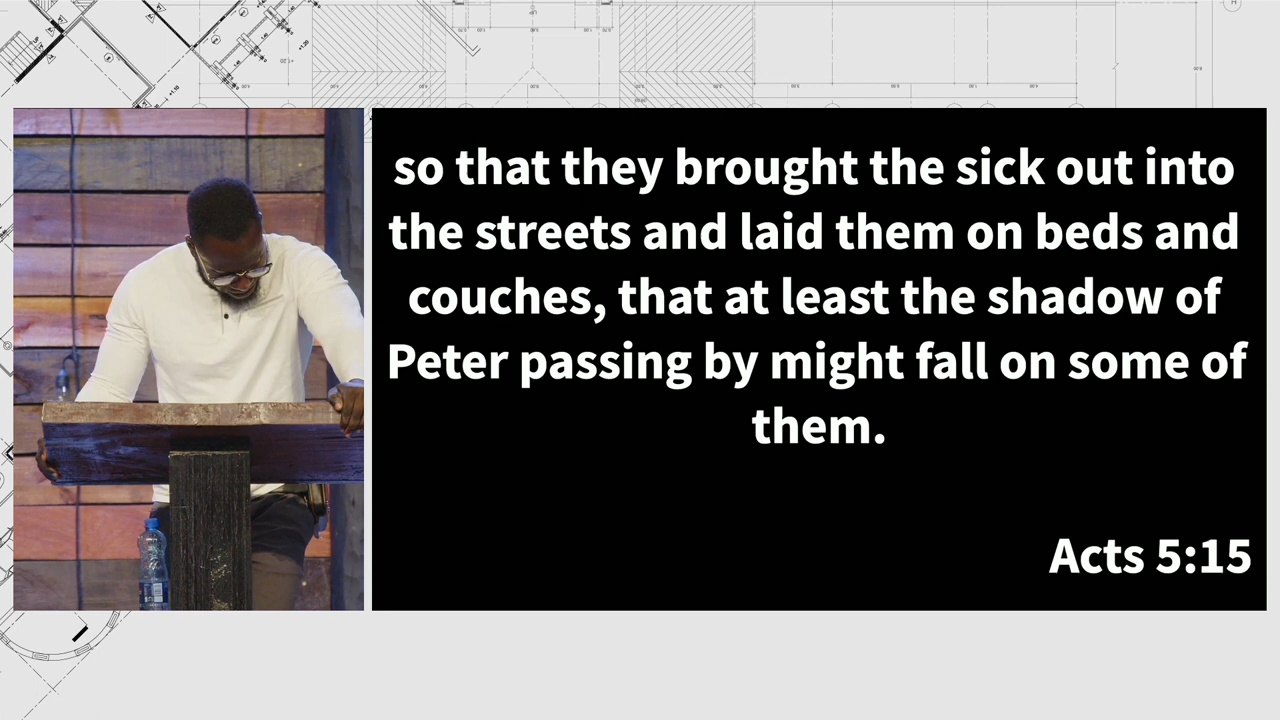 so that they brought the sick out into
the streets and laid them on beds and
couches, that at least the shadow of
Peter passing by might fall on some of
them.
Acts 5:15